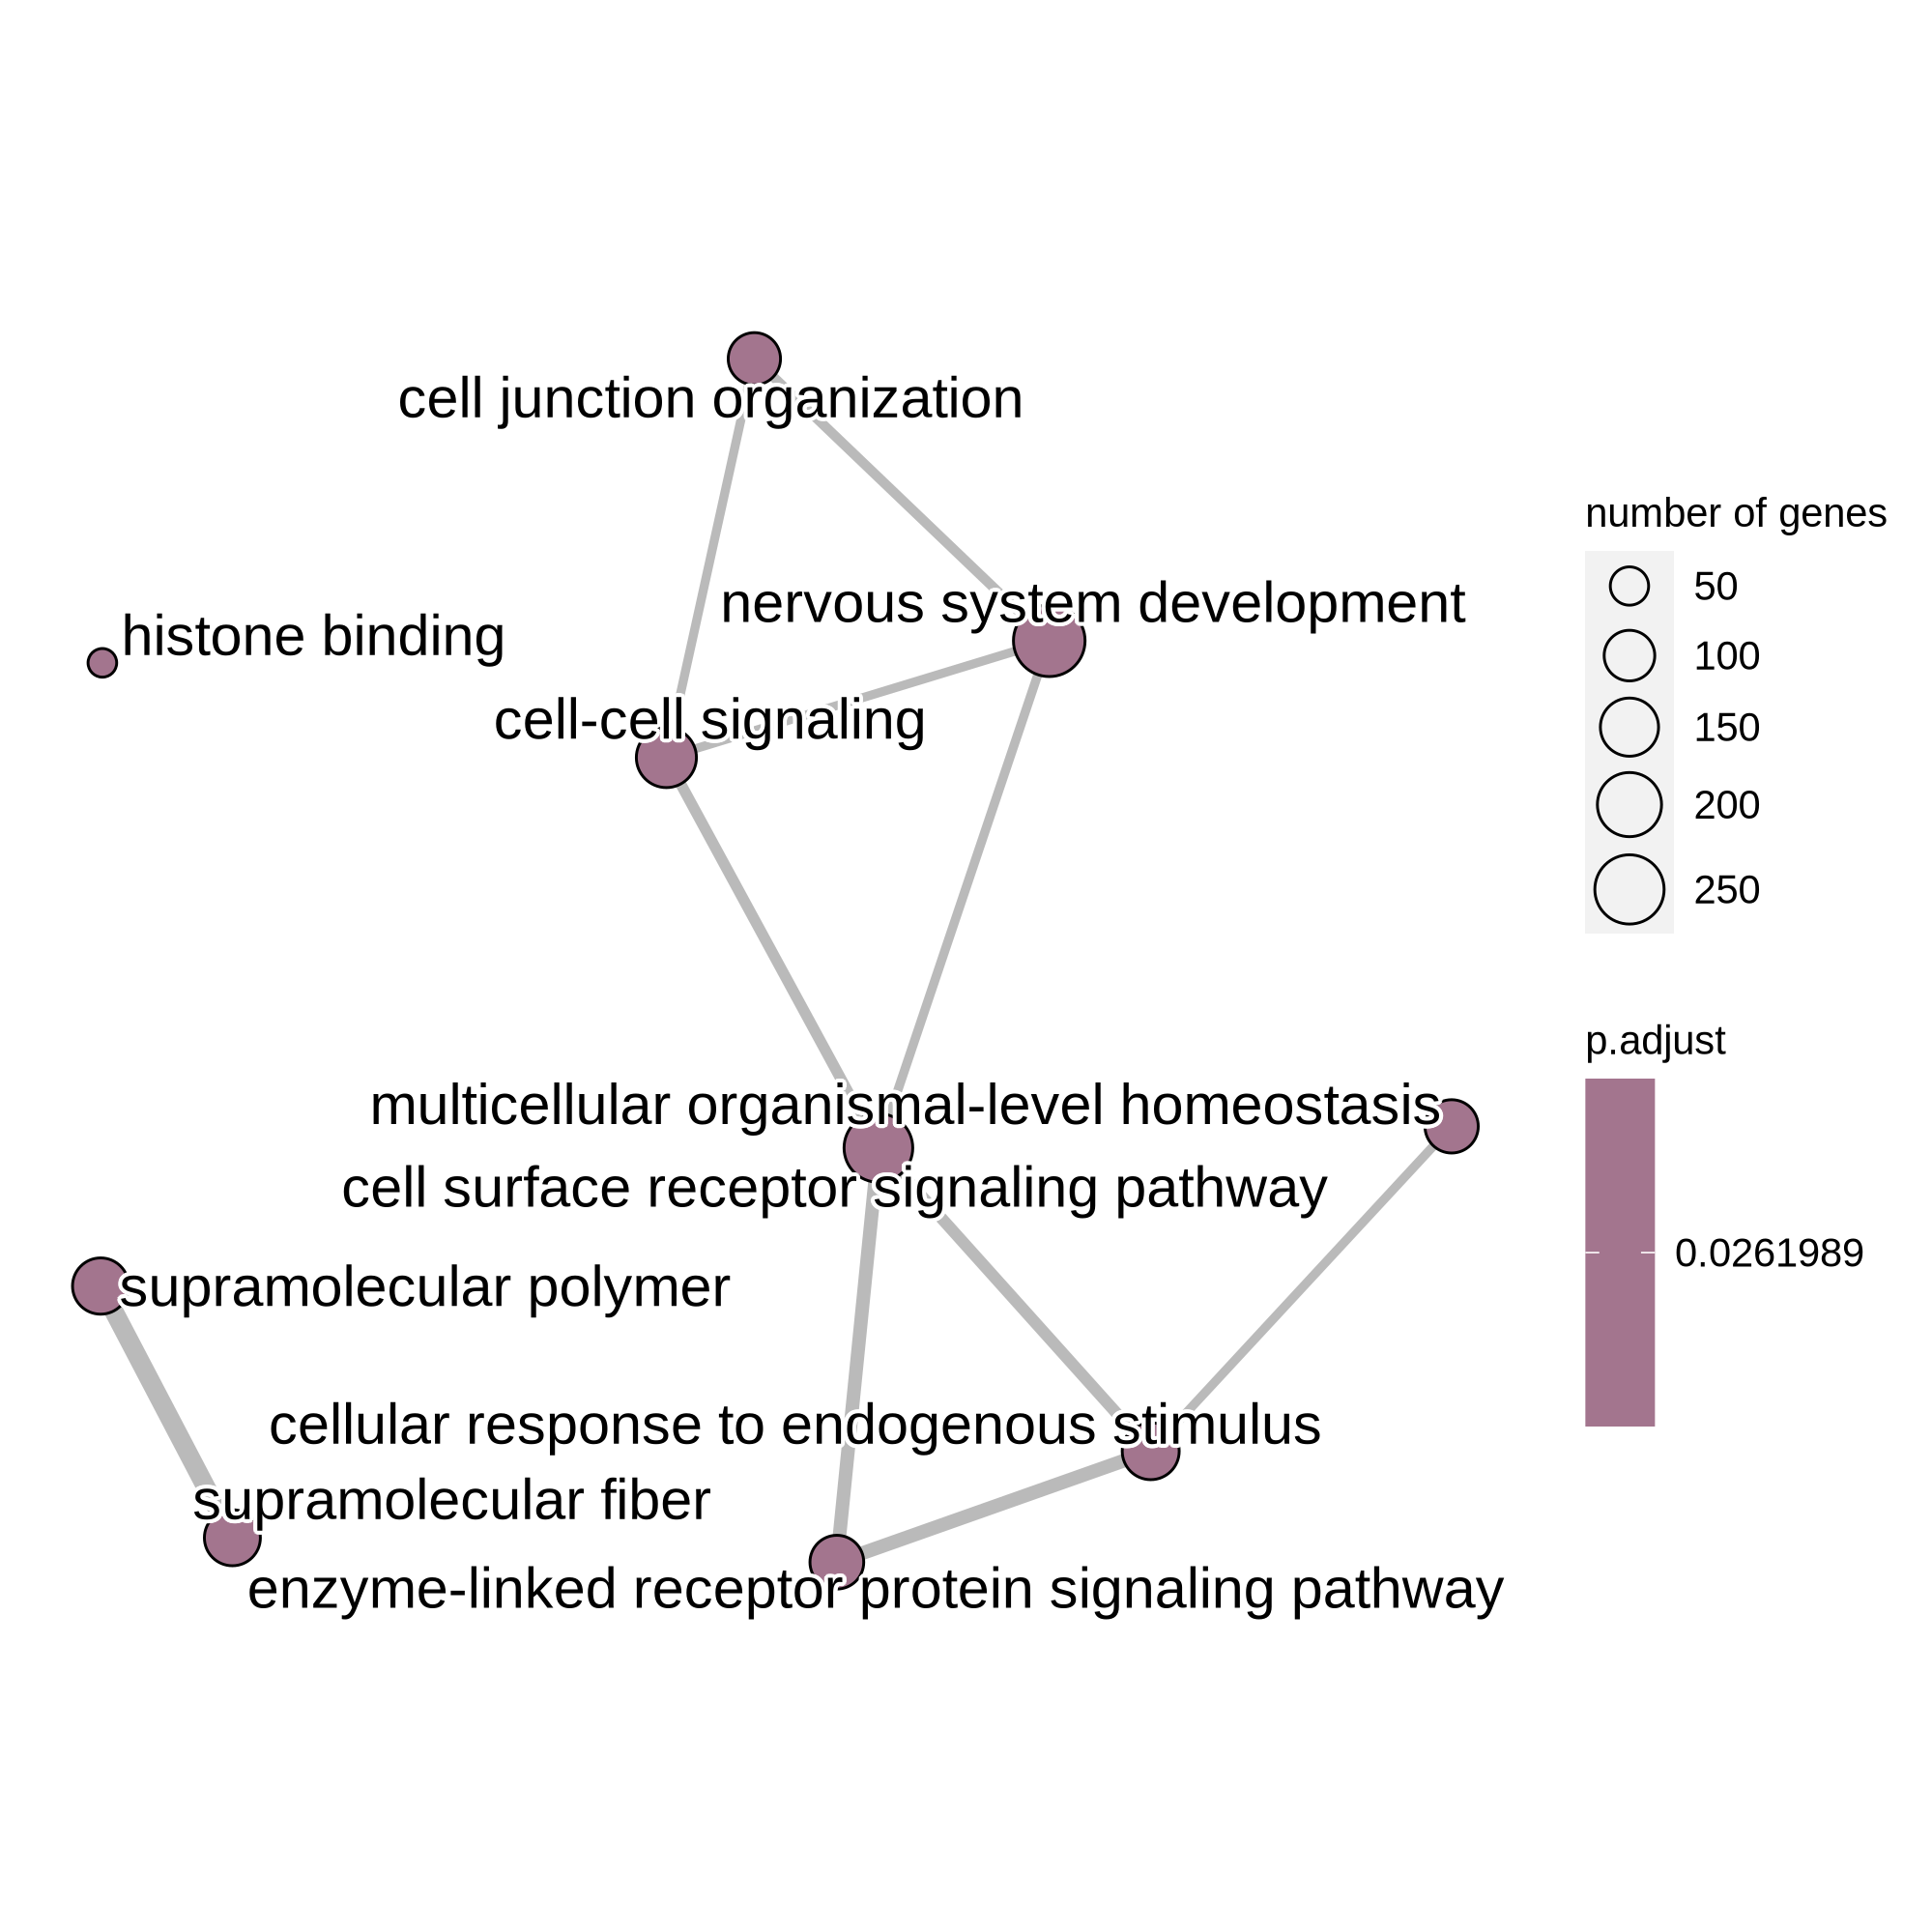 cell junction organization
nervous system development
histone binding
cell-cell signaling
multicellular organismal-level homeostasis
cell surface receptor signaling pathway
supramolecular polymer
cellular response to endogenous stimulus
supramolecular fiber
enzyme-linked receptor protein signaling pathway
number of genes
50
100
150
200
250
p.adjust
0.0261989